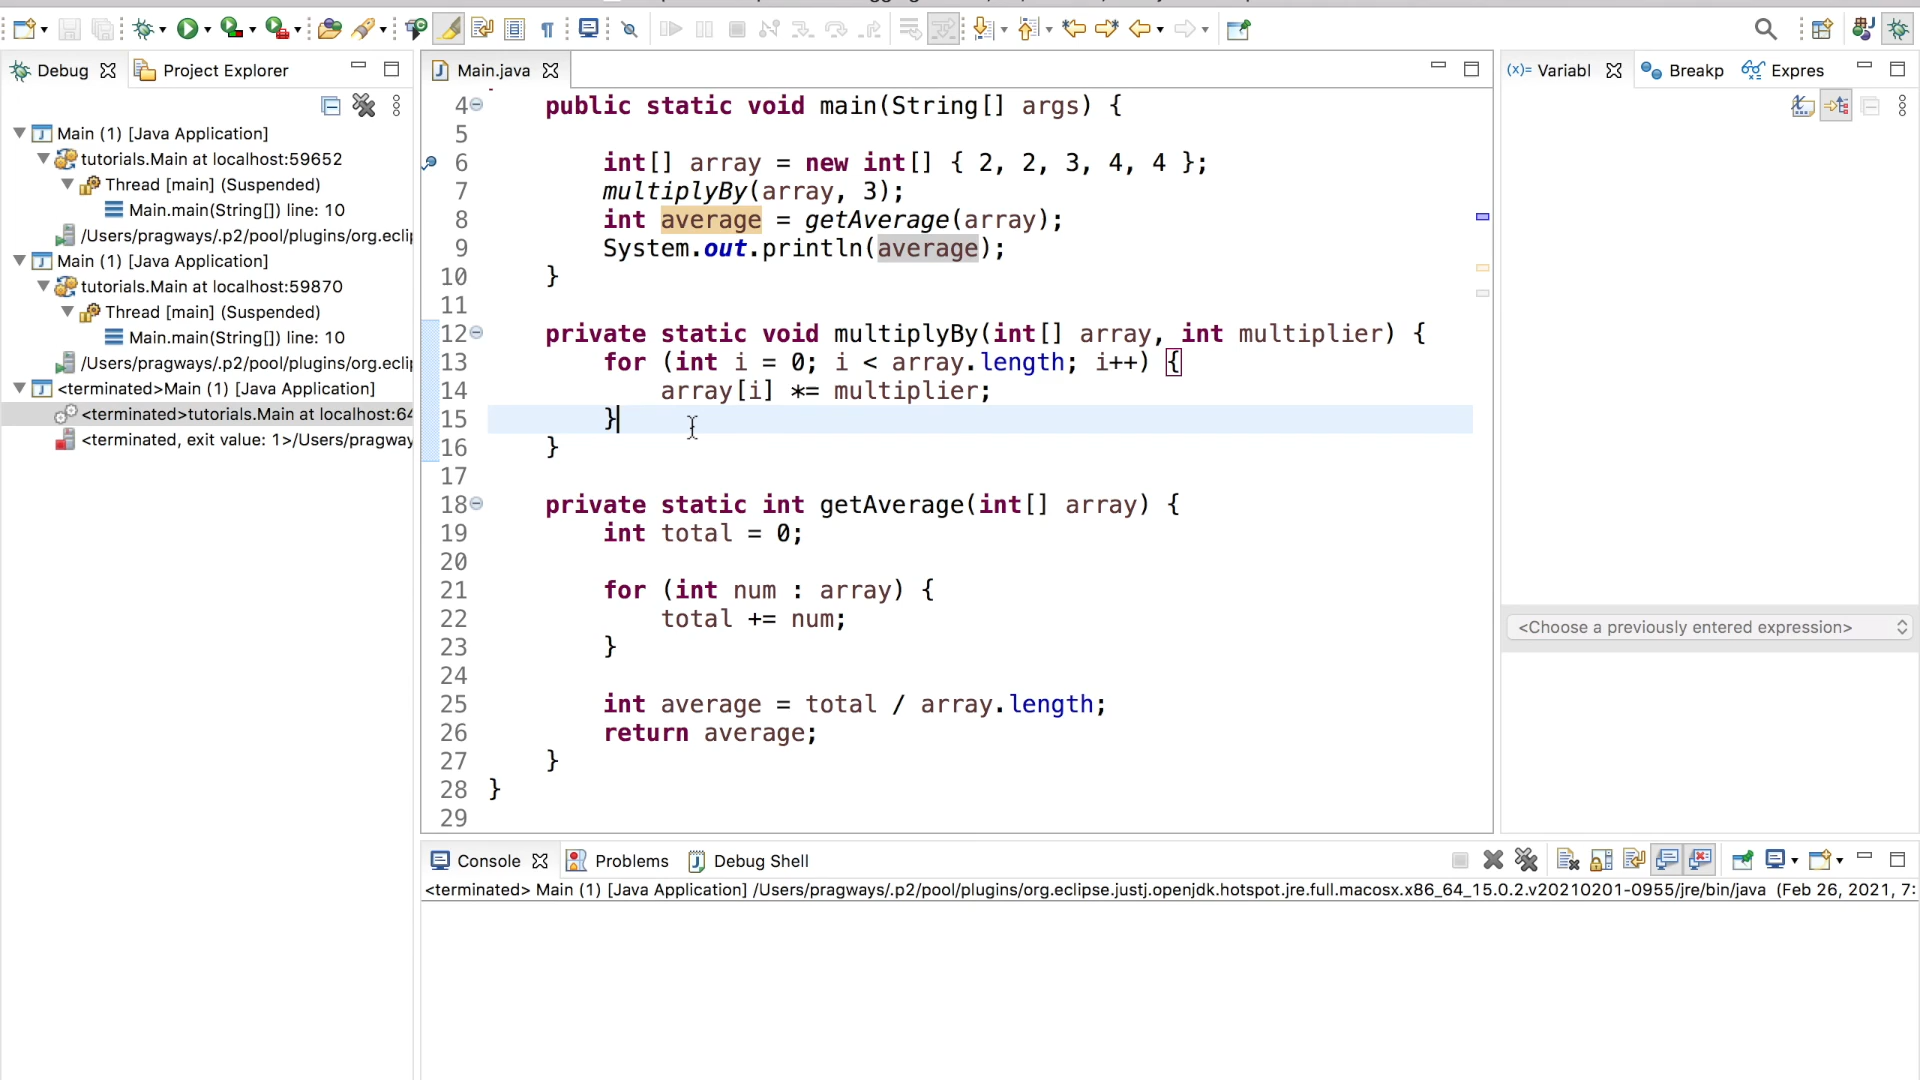 Debug
Project Explorer
Main (1) [Java Application]
tutorials.Main at localhost:59652
Thread [main] (Suspended)
Main.main(String[]) line: 10
/Users/pragways/.p2/pool/plugins/org.ecli
Main (1) [Java Application]
tutorials.Main at localhost:59870
Thread [main] (Suspended)
Main.main(String[]) line: 10
/Users/pragways/.p2/pool/plugins/org.ecli
<terminated>Main (1) [Java Application]
<terminated>tutorials.Main at localhost:64
<terminated, exit value: 1>/Users/pragway
Main.java
4 public static void main(String[] args) {
5
6 int[] array = new int[] { 2, 2, 3, 4, 4 };
7 multiplyBy(array, 3);
8 int average = getAverage(array);
9 System.out.println(average);
10 }
11
12 private static void multiplyBy(int[] array, int multiplier) {
13 for (int i = 0; i < array.length; i++) {
14 array[i] *= multiplier;
15 }
16 }
17
18 private static int getAverage(int[] array) {
19 int total = 0;
20
21 for (int num : array) {
22 total += num;
23 }
24
25 int average = total / array.length;
26 return average;
27 }
28 }
29
(x)= Variabl
Breakp
Expres
<Choose a previously entered expression>
Console
Problems
Debug Shell
<terminated> Main (1) [Java Application] /Users/pragways/.p2/pool/plugins/org.eclipse.justj.openjdk.hotspot.jre.full.macosx.x86_64_15.0.2.v20210201-0955/jre/bin/java (Feb 26, 2021, 7: